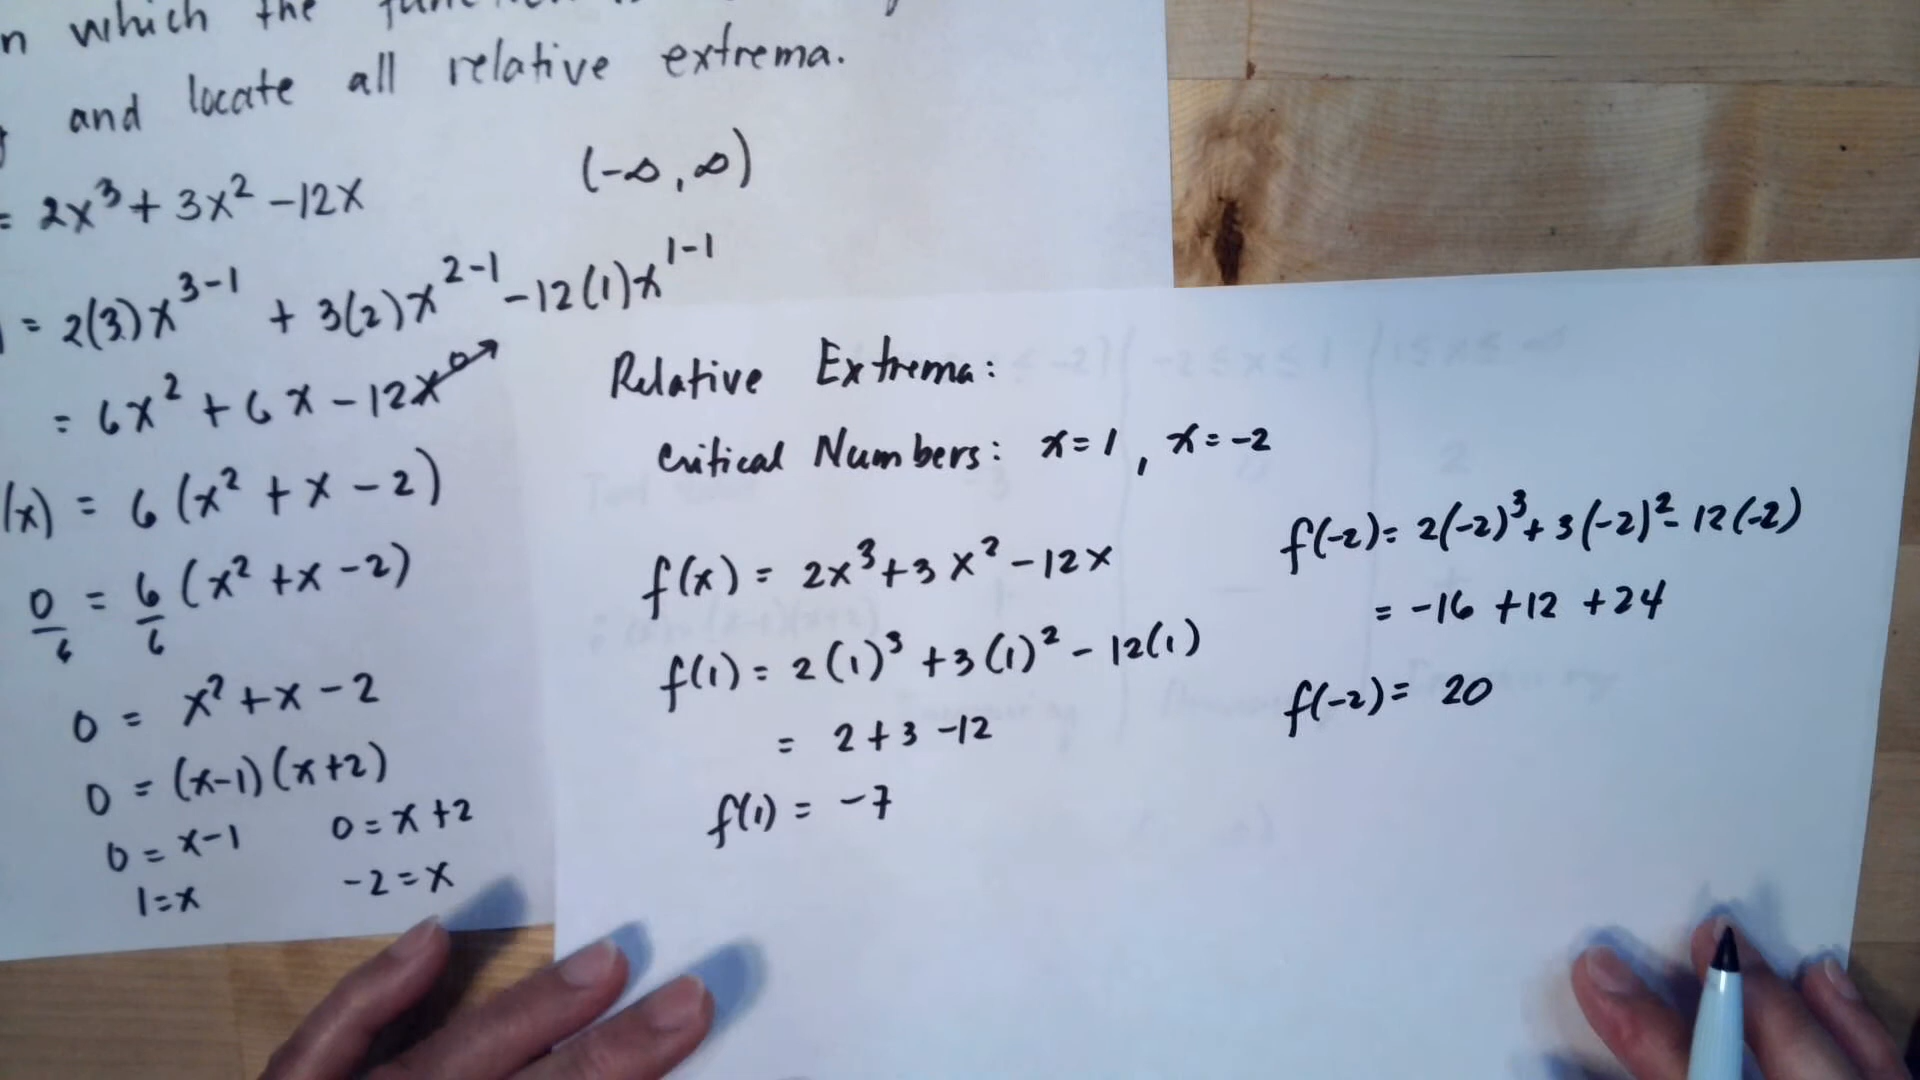 which the
and locate all relative extrema.
= 2x³ + 3x² - 12x (-∞, ∞)
= 2(3)x³⁻¹ + 3(2)x²⁻¹ - 12(1)x¹⁻¹
= 6x² + 6x - 12x⁰
(x) = 6(x² + x - 2)
0/6 = 6/6 (x² + x - 2)
0 = x² + x - 2
0 = (x-1)(x+2)
0 = x-1 0 = x+2
1 = x -2 = x
Relative Extrema:
Critical Numbers: x = 1, x = -2
f(x) = 2x³ + 3x² - 12x
f(1) = 2(1)³ + 3(1)² - 12(1)
= 2 + 3 - 12
f(1) = -7
f(-2) = 2(-2)³ + 3(-2)² - 12(-2)
= -16 + 12 + 24
f(-2) = 20